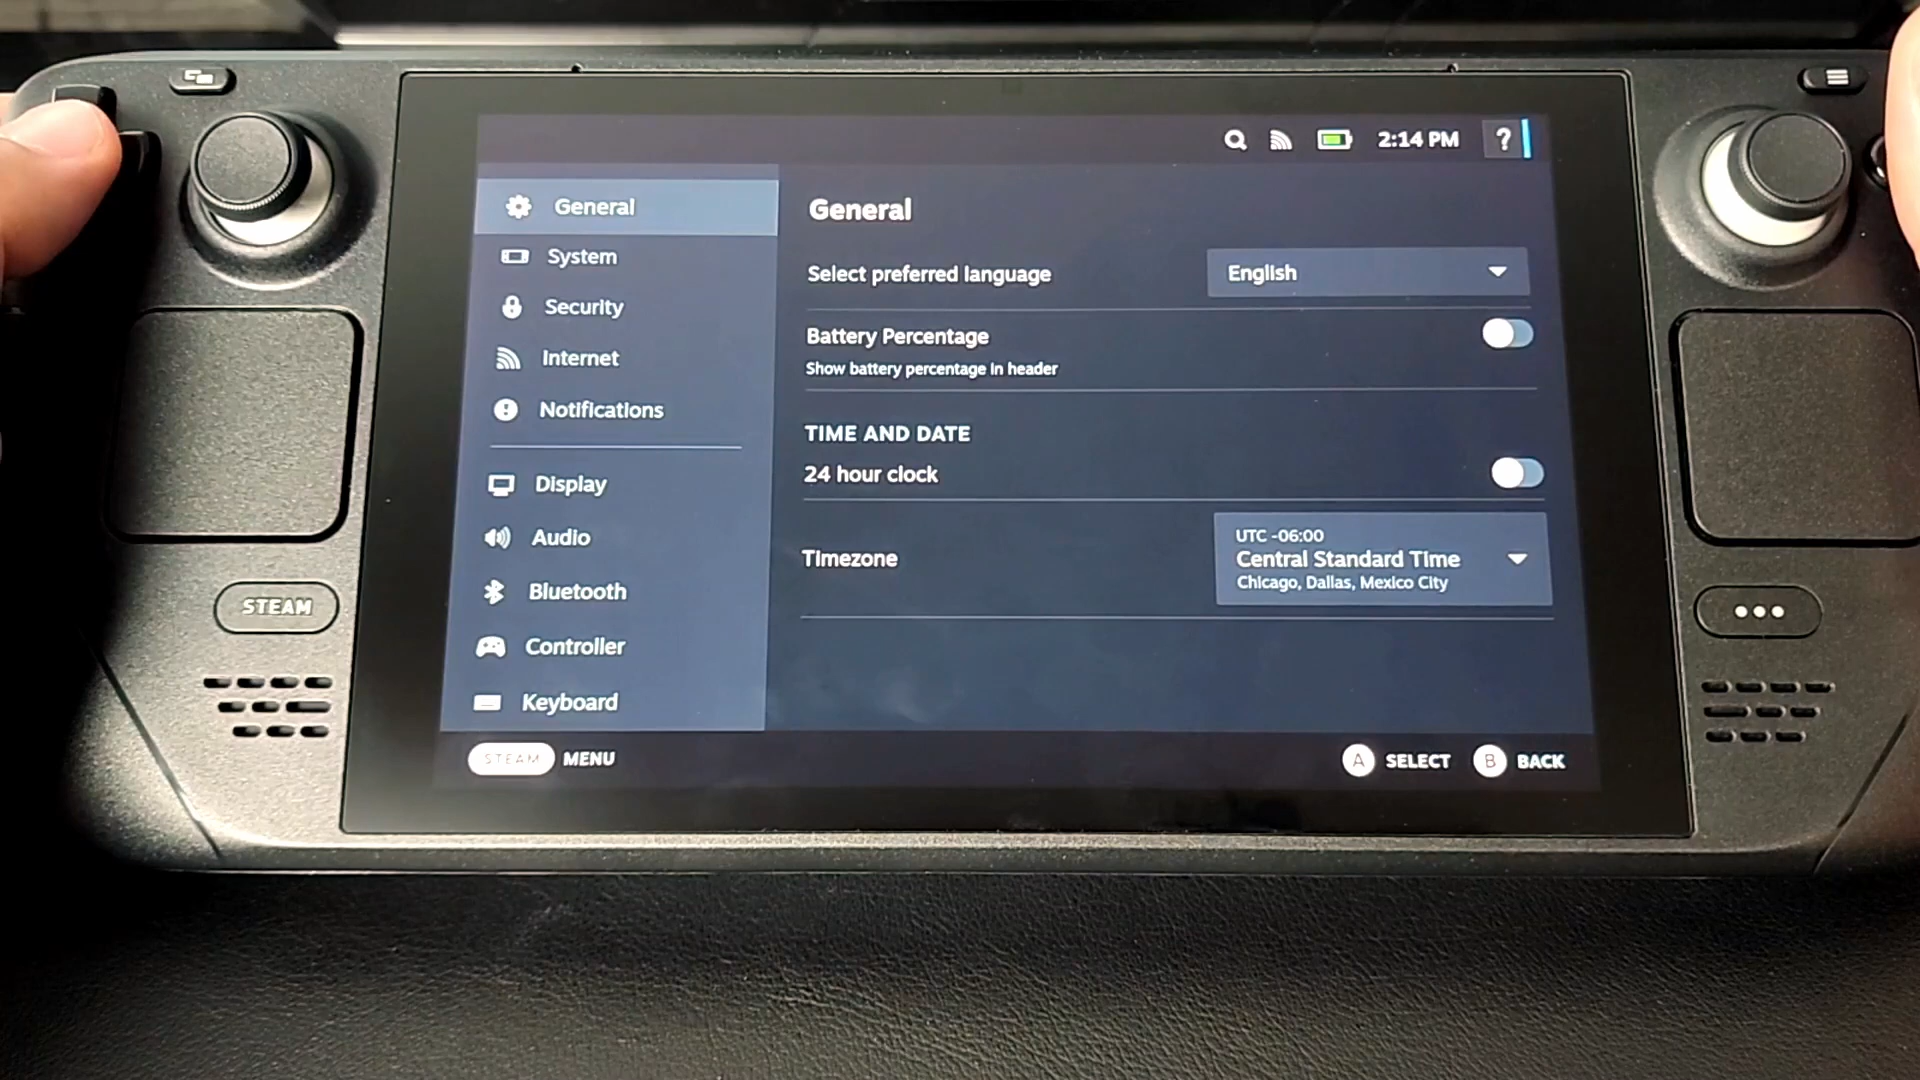 2:14 PM
?
General
System
Security
Internet
Notifications
Display
Audio
Bluetooth
Controller
Keyboard
General
Select preferred language
English
Battery Percentage
Show battery percentage in header
TIME AND DATE
24 hour clock
Timezone
UTC -06:00
Central Standard Time
Chicago, Dallas, Mexico City
STEAM MENU
A SELECT B BACK
STEAM